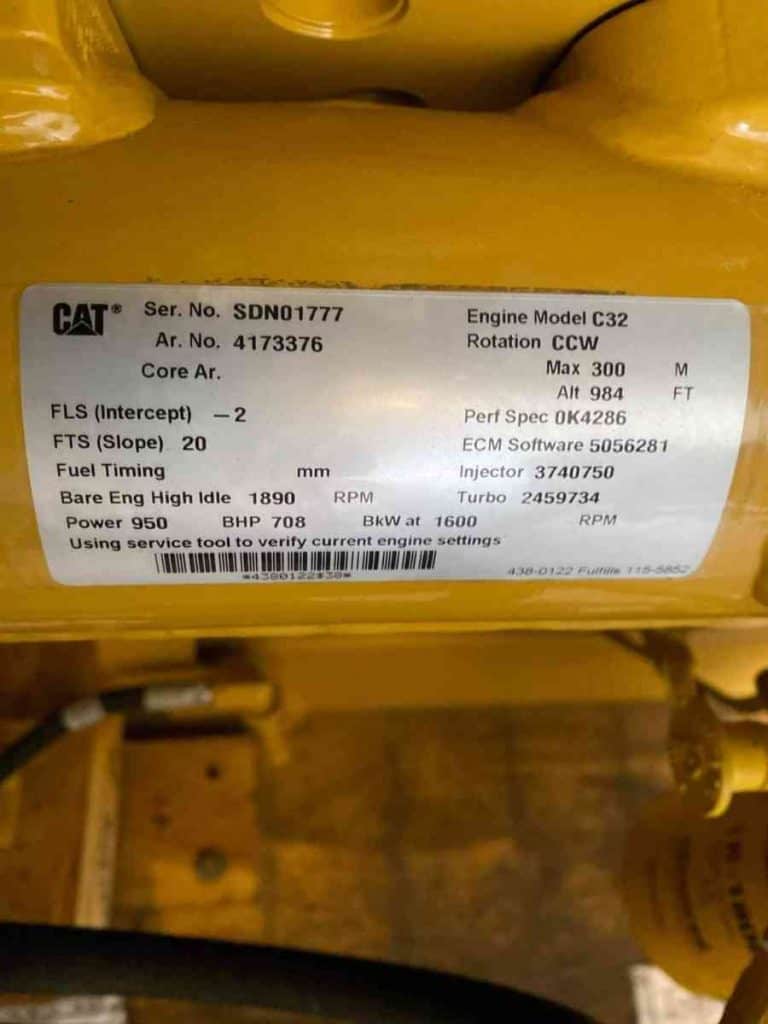 CAT® Ser. No. SDN01777 Engine Model C32
Ar. No. 4173376 Rotation CCW
Core Ar. Max 300 M
Alt 984 FT
FLS (Intercept) -2 Perf Spec 0K4286
FTS (Slope) 20 ECM Software 5056281
Fuel Timing mm Injector 3740750
Bare Eng High Idle 1890 RPM Turbo 2459734
Power 950 BHP 708 BkW at 1600 RPM
Using service tool to verify current engine settings
*4380122*38* 438-0122 Fulfills 115-5852